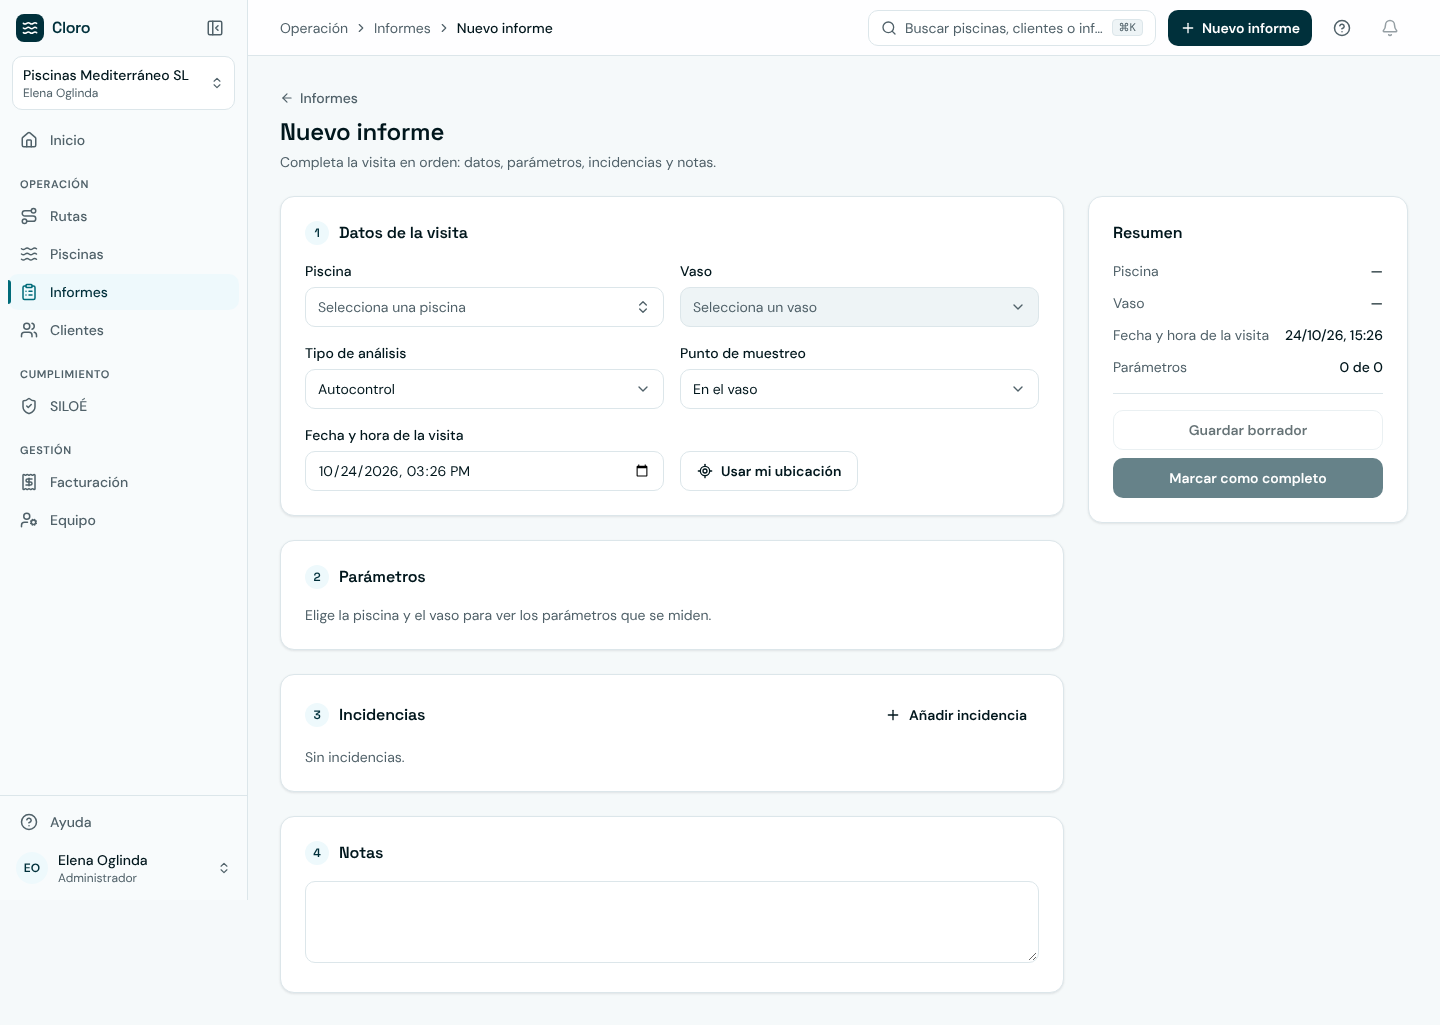 Cloro
Piscinas Mediterráneo SL
Elena Oglinda
Inicio
OPERACIÓN
Rutas
Piscinas
Informes
Clientes
CUMPLIMIENTO
SILOÉ
GESTIÓN
Facturación
Equipo
Ayuda
EO
Elena Oglinda
Administrador
Operación > Informes > Nuevo informe
Buscar piscinas, clientes o inf... ⌘K
Nuevo informe
Informes
Nuevo informe
Completa la visita en orden: datos, parámetros, incidencias y notas.
1 Datos de la visita
Piscina
Selecciona una piscina
Vaso
Selecciona un vaso
Tipo de análisis
Autocontrol
Punto de muestreo
En el vaso
Fecha y hora de la visita
10/24/2026, 03:26 PM
Usar mi ubicación
2 Parámetros
Elige la piscina y el vaso para ver los parámetros que se miden.
3 Incidencias
Añadir incidencia
Sin incidencias.
4 Notas
Resumen
Piscina —
Vaso —
Fecha y hora de la visita 24/10/26, 15:26
Parámetros 0 de 0
Guardar borrador
Marcar como completo